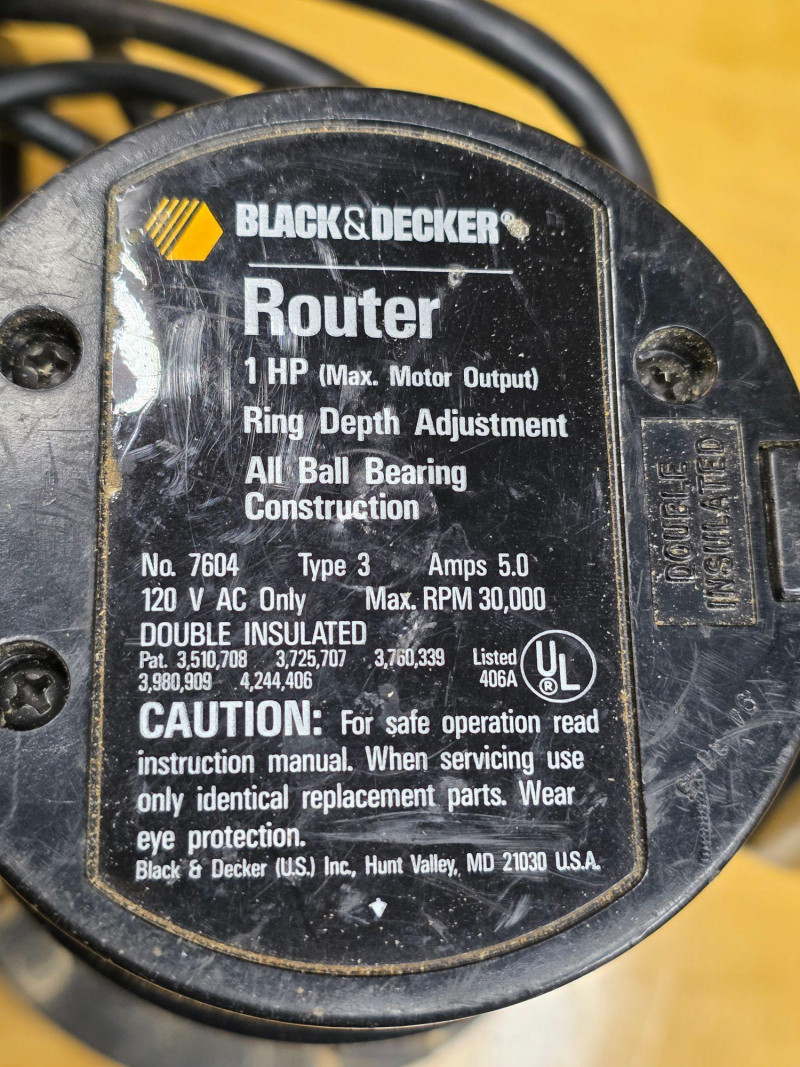 BLACK&DECKER®
Router
1 HP (Max. Motor Output)
Ring Depth Adjustment
All Ball Bearing
Construction
No. 7604 Type 3 Amps 5.0
120 V AC Only Max. RPM 30,000
DOUBLE INSULATED
Pat. 3,510,708 3,725,707 3,760,339 Listed
3,980,909 4,244,406 406A
UL®
CAUTION: For safe operation read
instruction manual. When servicing use
only identical replacement parts. Wear
eye protection.
Black & Decker (U.S.) Inc., Hunt Valley, MD 21030 U.S.A.
DOUBLE
INSULATED